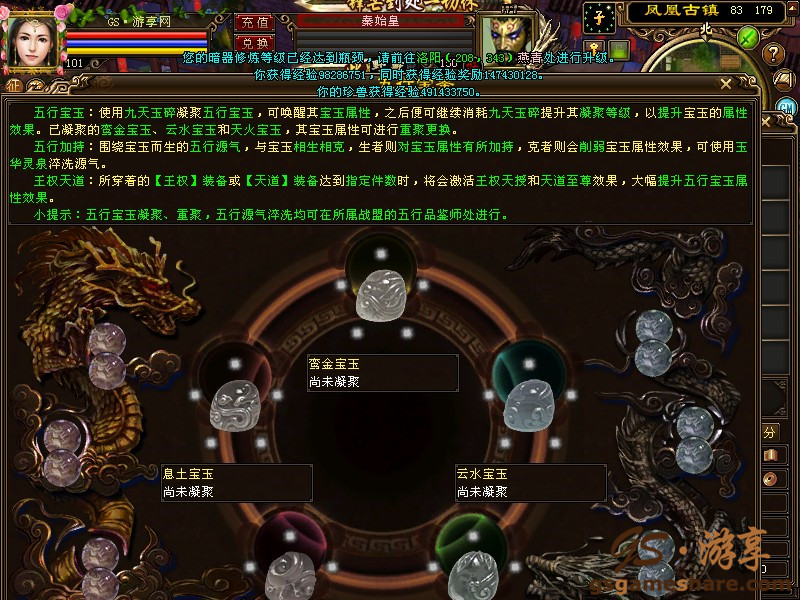 GS·游享网
充值
兑换
101
秦始皇
凤凰古镇 83 179
北
您的暗器修炼等级已经达到瓶颈，请前往洛阳（208，343）燕青处进行升级。
你获得经验98286751，同时获得经验奖励147430128。
你的珍兽获得经验491433750。
征
五行宝玉：使用九天玉碎凝聚五行宝玉，可唤醒其宝玉属性，之后便可继续消耗九天玉碎提升其凝聚等级，以提升宝玉的属性
效果。已凝聚的鸾金宝玉、云水宝玉和天火宝玉，其宝玉属性可进行重聚更换。
五行加持：围绕宝玉而生的五行源气，与宝玉相生相克，生者则对宝玉属性有所加持，克者则会削弱宝玉属性效果，可使用玉
华灵泉淬洗源气。
王权天道：所穿着的【王权】装备或【天道】装备达到指定件数时，将会激活王权天授和天道至尊效果，大幅提升五行宝玉属
性效果。
小提示：五行宝玉凝聚、重聚，五行源气淬洗均可在所属战盟的五行品鉴师处进行。
鸾金宝玉
尚未凝聚
息土宝玉
尚未凝聚
云水宝玉
尚未凝聚
分
GS·游享
gsgameshare.com